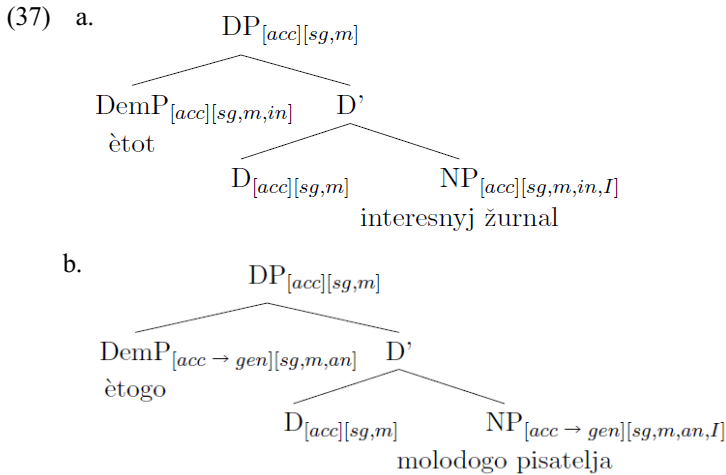 (37) a.
DP[acc][sg,m]
DemP[acc][sg,m,in] D’
ètot
D[acc][sg,m] NP[acc][sg,m,in,I]
interesnyj žurnal
b.
DP[acc][sg,m]
DemP[acc → gen][sg,m,an] D’
ètogo
D[acc][sg,m] NP[acc → gen][sg,m,an,I]
molodogo pisatelja